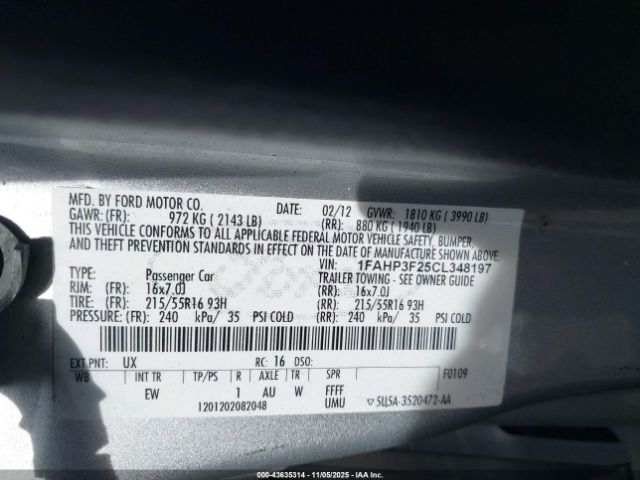 MFD. BY FORD MOTOR CO.
DATE: 02/12 GVWR: 1810 KG ( 3990 LB)
GAWR: (FR): 972 KG ( 2143 LB) (RR): 880 KG ( 1940 LB)
THIS VEHICLE CONFORMS TO ALL APPLICABLE FEDERAL MOTOR VEHICLE SAFETY, BUMPER,
AND THEFT PREVENTION STANDARDS IN EFFECT ON THE DATE OF MANUFACTURE SHOWN ABOVE.
VIN: 1FAHP3F25CL348197
TYPE: Passenger Car TRAILER TOWING - SEE OWNER GUIDE
RIM: (FR): 16x7.0J (RR): 16x7.0J
TIRE: (FR): 215/55R16 93H (RR): 215/55R16 93H
PRESSURE: (FR): 240 kPa/ 35 PSI COLD (RR): 240 kPa/ 35 PSI COLD
EXT PNT: UX RC: 16 DSO: F0109
WB INT TR TP/PS R AXLE TR SPR
EW 1 AU W FFFF
1201202082048 UMU ▽5U5A-3520472-AA
000-43635314 - 11/05/2025 - IAA, Inc.